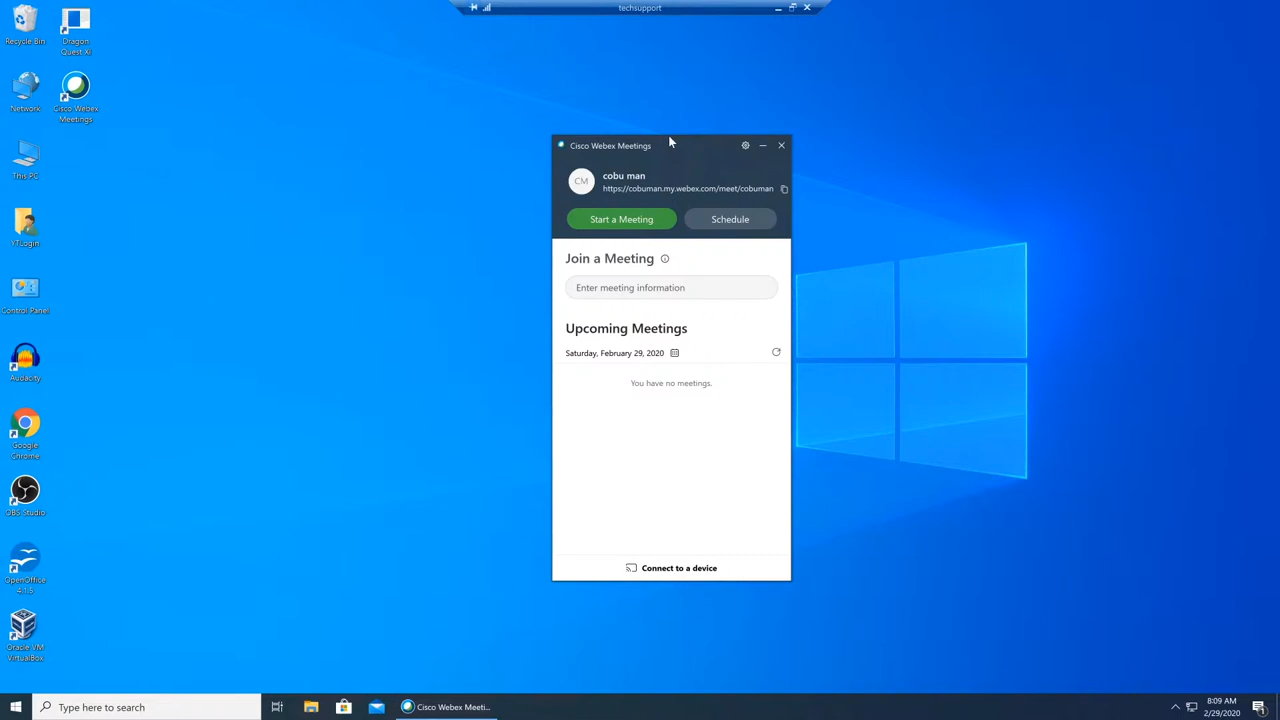 techsupport
Recycle Bin
Dragon
Quest XI
Network
Cisco Webex
Meetings
This PC
YTLogin
Control Panel
Audacity
Google
Chrome
OBS Studio
OpenOffice
4.1.5
Oracle VM
VirtualBox
Cisco Webex Meetings
CM
cobu man
https://cobuman.my.webex.com/meet/cobuman
Start a Meeting
Schedule
Join a Meeting
Enter meeting information
Upcoming Meetings
Saturday, February 29, 2020
You have no meetings.
Connect to a device
Type here to search
Cisco Webex Meeti...
8:09 AM
2/29/2020
1